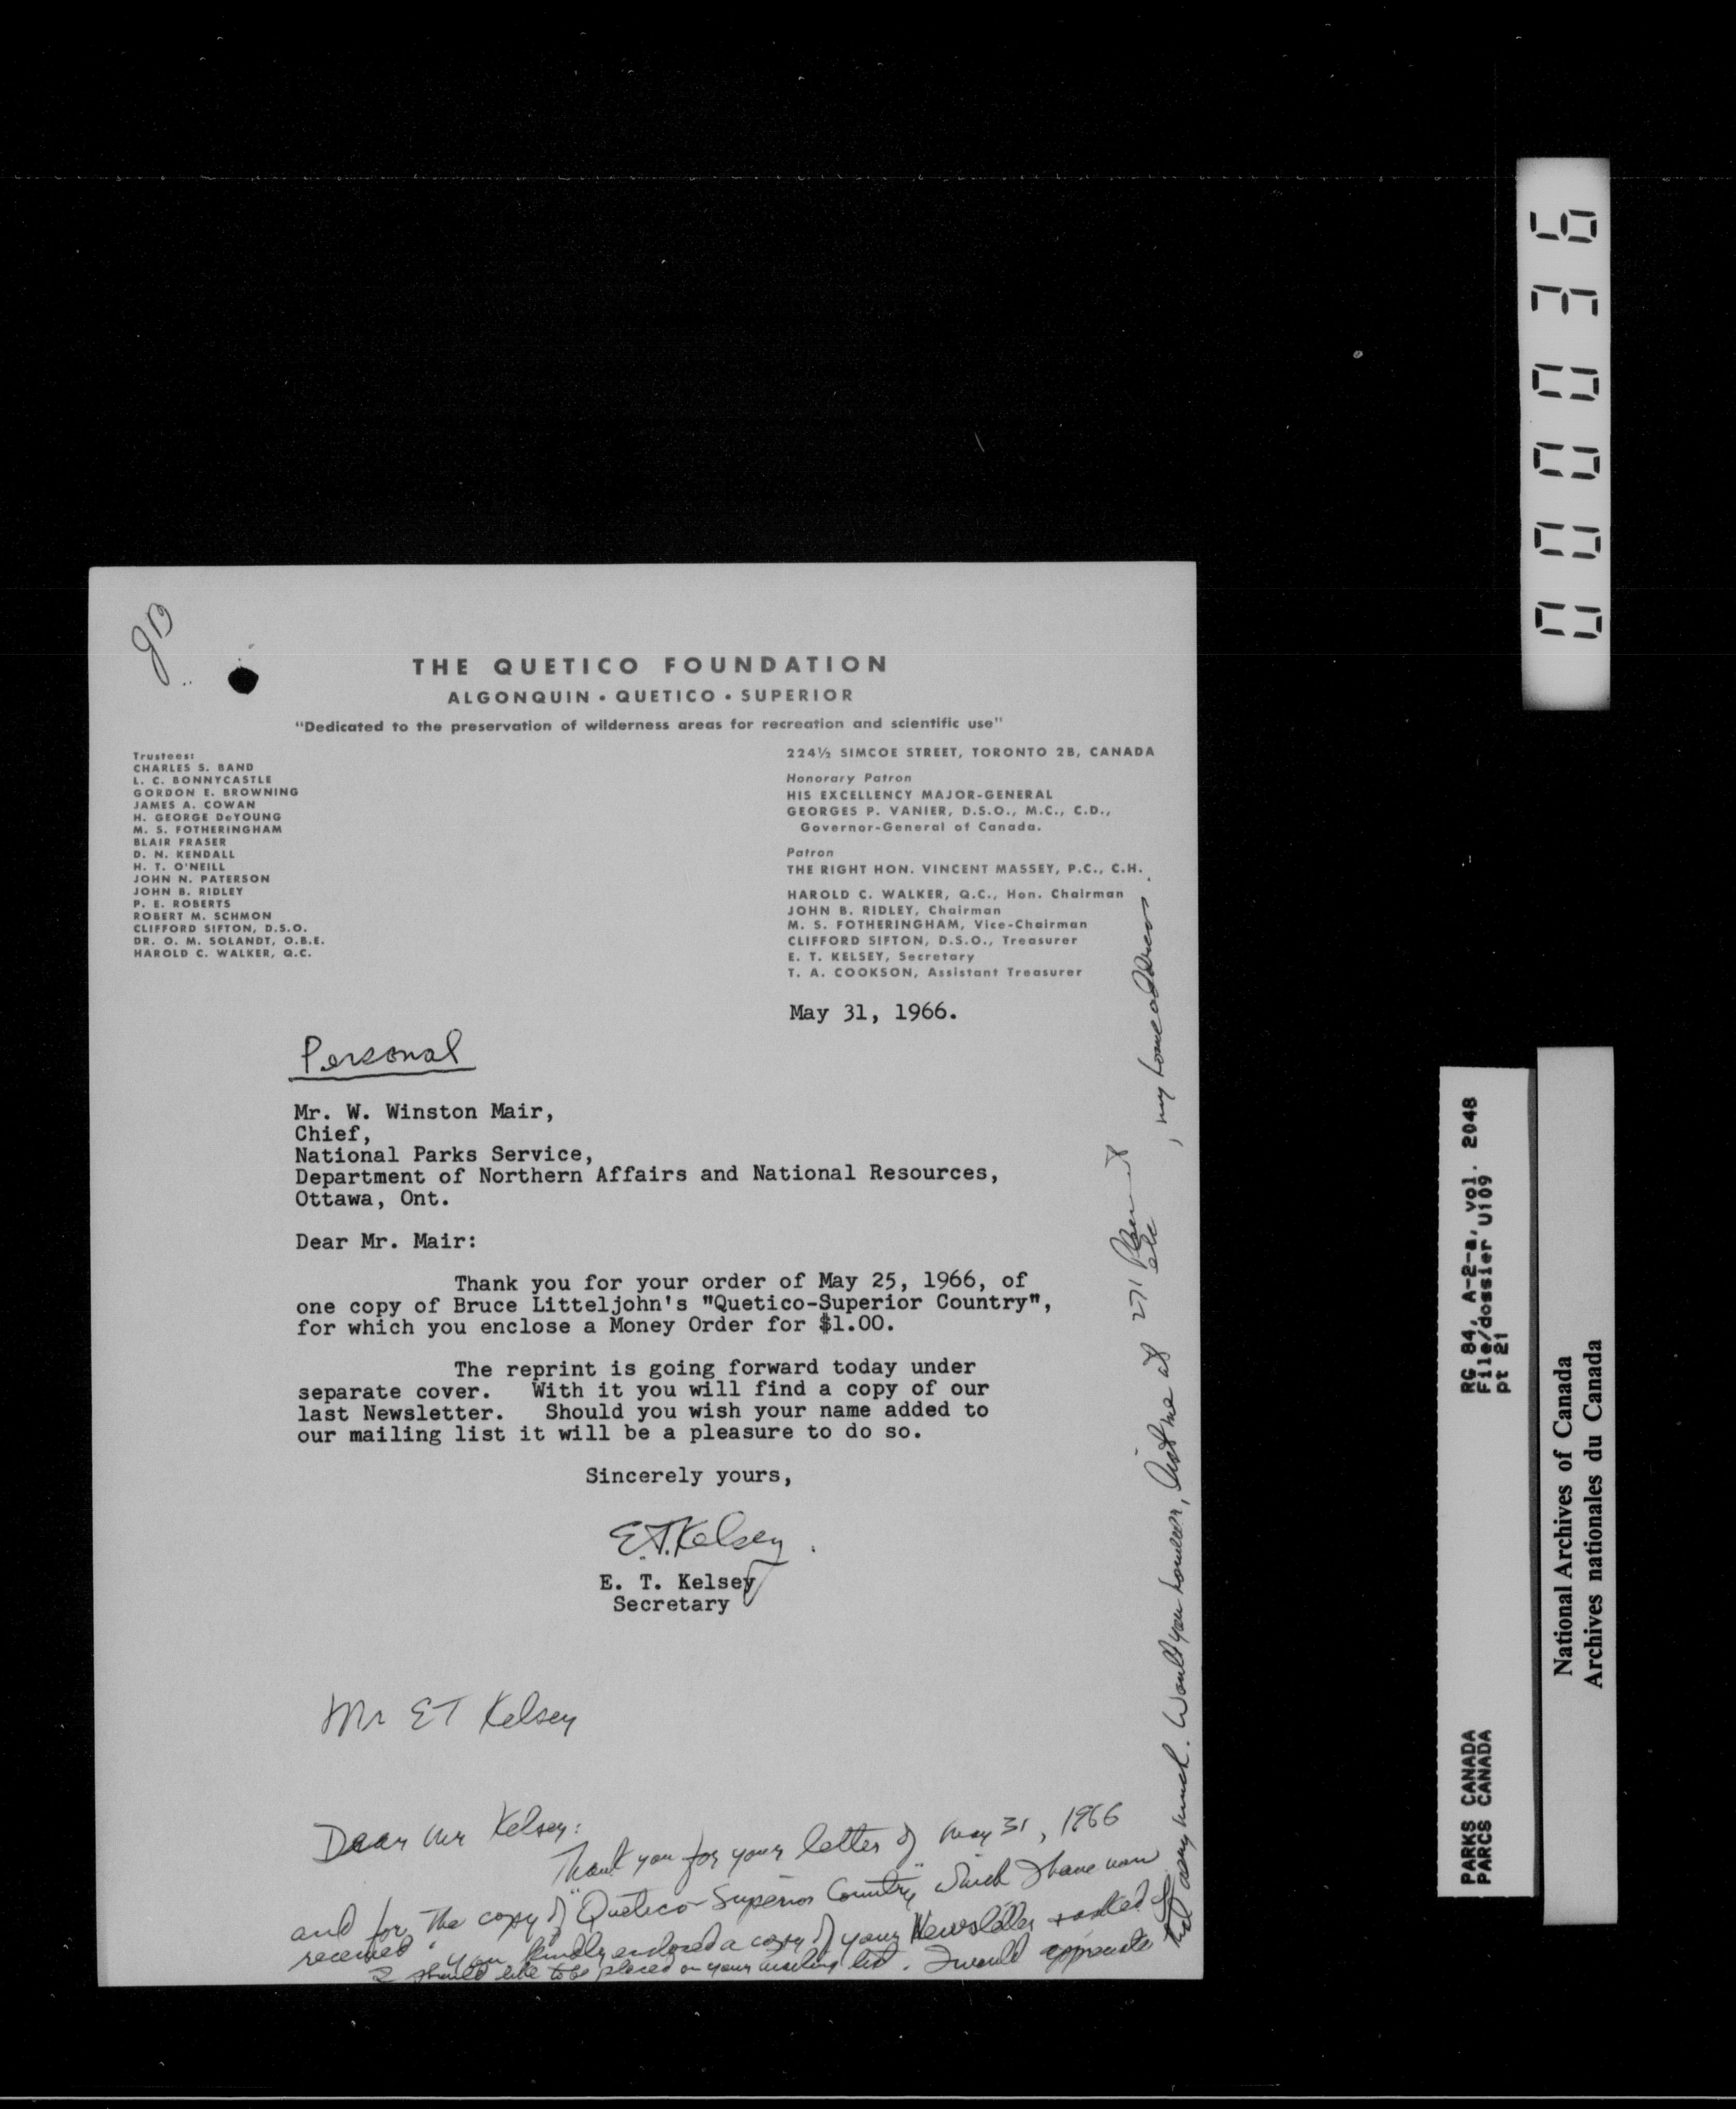 THE QUETICO FOUNDATION
ALGONQUIN • QUETICO • SUPERIOR
"Dedicated to the preservation of wilderness areas for recreation and scientific use"
Trustees:
CHARLES S. BAND
L. C. BONNYCASTLE
GORDON E. BROWNING
JAMES A. COWAN
H. GEORGE DeYOUNG
M. S. FOTHERINGHAM
BLAIR FRASER
D. N. KENDALL
H. T. O'NEILL
JOHN N. PATERSON
JOHN B. RIDLEY
P. E. ROBERTS
ROBERT M. SCHMON
CLIFFORD SIFTON, D.S.O.
DR. O. M. SOLANDT, O.B.E.
HAROLD C. WALKER, Q.C.
224½ SIMCOE STREET, TORONTO 2B, CANADA
Honorary Patron
HIS EXCELLENCY MAJOR-GENERAL
GEORGES P. VANIER, D.S.O., M.C., C.D.,
Governor-General of Canada.
Patron
THE RIGHT HON. VINCENT MASSEY, P.C., C.H.
HAROLD C. WALKER, Q.C., Hon. Chairman
JOHN B. RIDLEY, Chairman
M. S. FOTHERINGHAM, Vice-Chairman
CLIFFORD SIFTON, D.S.O., Treasurer
E. T. KELSEY, Secretary
T. A. COOKSON, Assistant Treasurer
May 31, 1966.
Personal
Mr. W. Winston Mair,
Chief,
National Parks Service,
Department of Northern Affairs and National Resources,
Ottawa, Ont.
Dear Mr. Mair:
Thank you for your order of May 25, 1966, of
one copy of Bruce Litteljohn's "Quetico-Superior Country",
for which you enclose a Money Order for $1.00.
The reprint is going forward today under
separate cover. With it you will find a copy of our
last Newsletter. Should you wish your name added to
our mailing list it will be a pleasure to do so.
Sincerely yours,
E.T. Kelsey
E. T. Kelsey
Secretary
Mr E T Kelsey
Dear Mr Kelsey:
Thank you for your letter of May 31, 1966
and for the copy of "Quetico-Superior Country" which I have now
received. You kindly enclosed a copy of your Newsletter & asked if
I should like to be placed on your mailing list. I would appreciate
that very much. Would you however, list me at 271
etc, my home address.
000036
PARKS CANADA
PARCS CANADA
RG 84, A-2-a, vol. 2048
File/dossier U109
pt 21
National Archives of Canada
Archives nationales du Canada